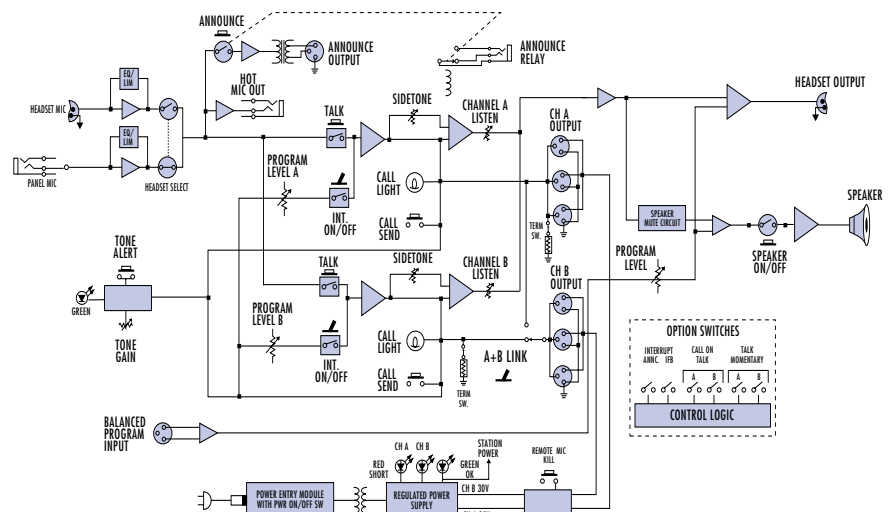 ANNOUNCE
ANNOUNCE
OUTPUT
ANNOUNCE
RELAY
EQ/
LIM
HEADSET MIC
HOT
MIC OUT
EQ/
LIM
PANEL MIC
HEADSET SELECT
TALK
SIDETONE
CHANNEL A
LISTEN
PROGRAM
LEVEL A
INT.
ON/OFF
CALL
LIGHT
CALL
SEND
CH A
OUTPUT
TERM
SW.
HEADSET OUTPUT
SPEAKER
MUTE CIRCUIT
SPEAKER
ON/OFF
SPEAKER
PROGRAM
LEVEL
TONE
ALERT
GREEN
TONE
GAIN
TALK
SIDETONE
CHANNEL B
LISTEN
PROGRAM
LEVEL B
INT.
ON/OFF
CALL
LIGHT
CALL
SEND
TERM
SW.
A+B LINK
CH B
OUTPUT
OPTION SWITCHES
INTERRUPT
ANNC. IFB
CALL ON
TALK
A B
TALK
MOMENTARY
A B
CONTROL LOGIC
BALANCED
PROGRAM
INPUT
CH A CH B
RED
SHORT
GREEN
OK
STATION
POWER
REMOTE MIC
KILL
POWER ENTRY MODULE
WITH PWR ON/OFF SW
REGULATED POWER
SUPPLY
CH B 30V